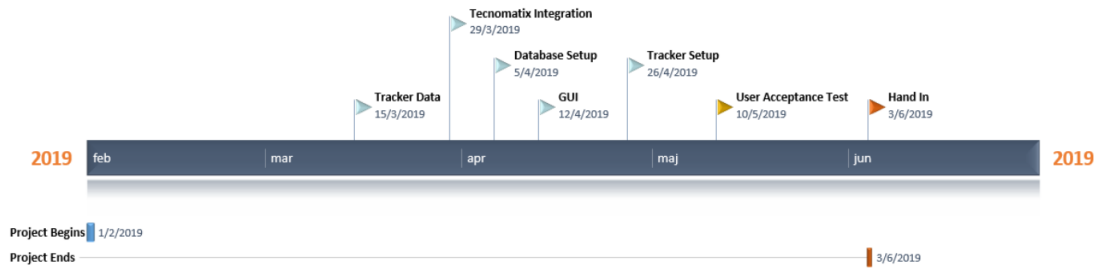 Tecnomatix Integration
29/3/2019
Database Setup
5/4/2019
Tracker Setup
26/4/2019
Tracker Data
15/3/2019
GUI
12/4/2019
User Acceptance Test
10/5/2019
Hand In
3/6/2019
2019 feb mar apr maj jun 2019
Project Begins 1/2/2019
Project Ends 3/6/2019